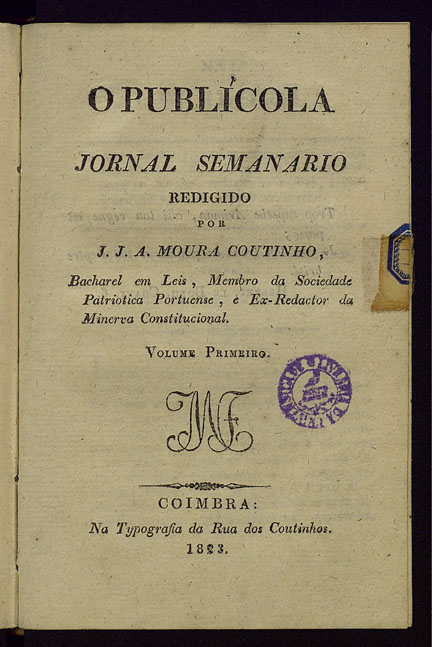 O PUBLÍCOLA
JORNAL SEMANARIO
REDIGIDO
POR
J. J. A. MOURA COUTINHO,
Bacharel em Leis, Membro da Sociedade
Patriotica Portuense, e Ex-Redactor da
Minerva Constitucional.
VOLUME PRIMEIRO.
COIMBRA:
Na Typografia da Rua dos Coutinhos.
1823.